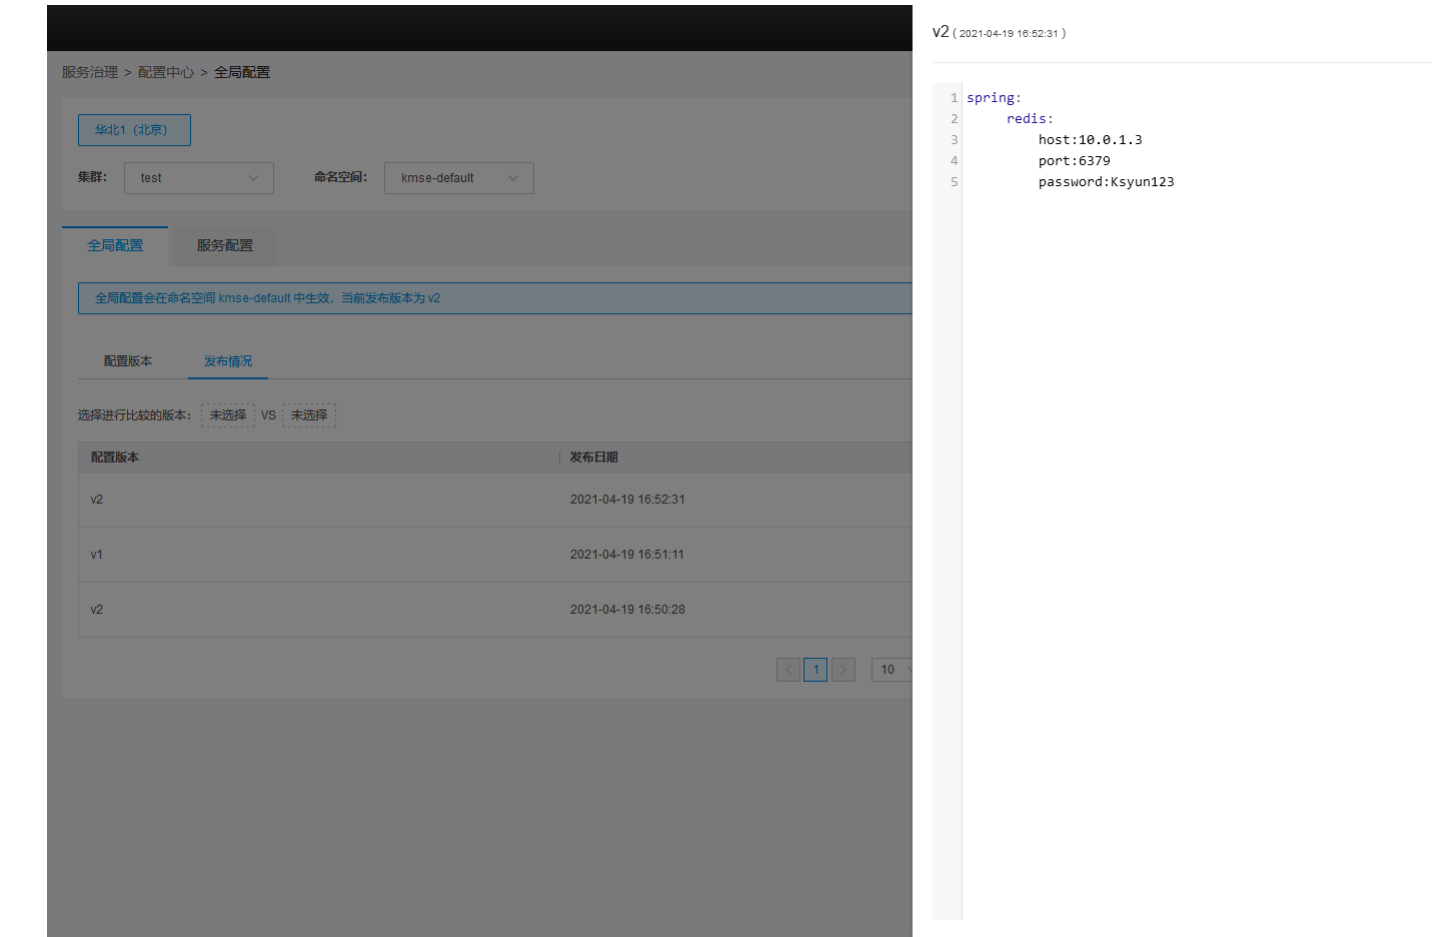 服务治理 > 配置中心 > 全局配置
华北1（北京）
集群： test 命名空间： kmse-default
全局配置 服务配置
全局配置会在命名空间 kmse-default 中生效，当前发布版本为 v2
配置版本 发布情况
选择进行比较的版本： 未选择 VS 未选择
配置版本 发布日期
v2 2021-04-19 16:52:31
v1 2021-04-19 16:51:11
v2 2021-04-19 16:50:28
< 1 > 10
v2 ( 2021-04-19 16:52:31 )
1 spring:
2 redis:
3 host:10.0.1.3
4 port:6379
5 password:Ksyun123